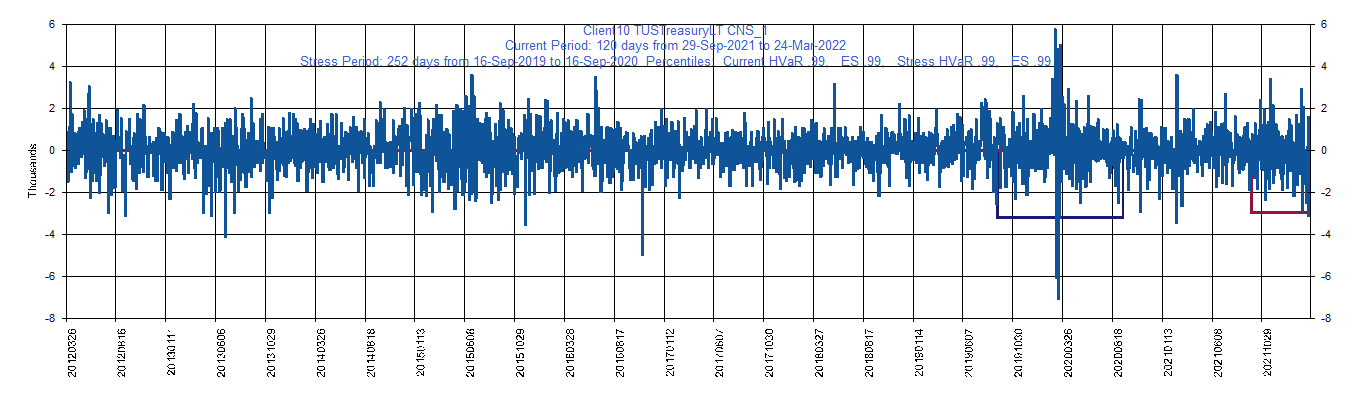 Client10 TUSTreasuryLT CNS_1
Current Period: 120 days from 29-Sep-2021 to 24-Mar-2022
Stress Period: 252 days from 16-Sep-2019 to 16-Sep-2020 Percentiles: Current HVaR .99, ES .99, Stress HVaR .99, ES .99
6 6
4 4
2 2
0 0
-2 -2
-4 -4
-6 -6
-8 -8
Thousands
20120326 20120816 20130111 20130606 20131029 20140326 20140818 20150113 20150608 20151029 20160328 20160817 20170112 20170607 20171030 20180327 20180817 20190114 20190607 20191030 20200326 20200818 20210113 20210608 20211029